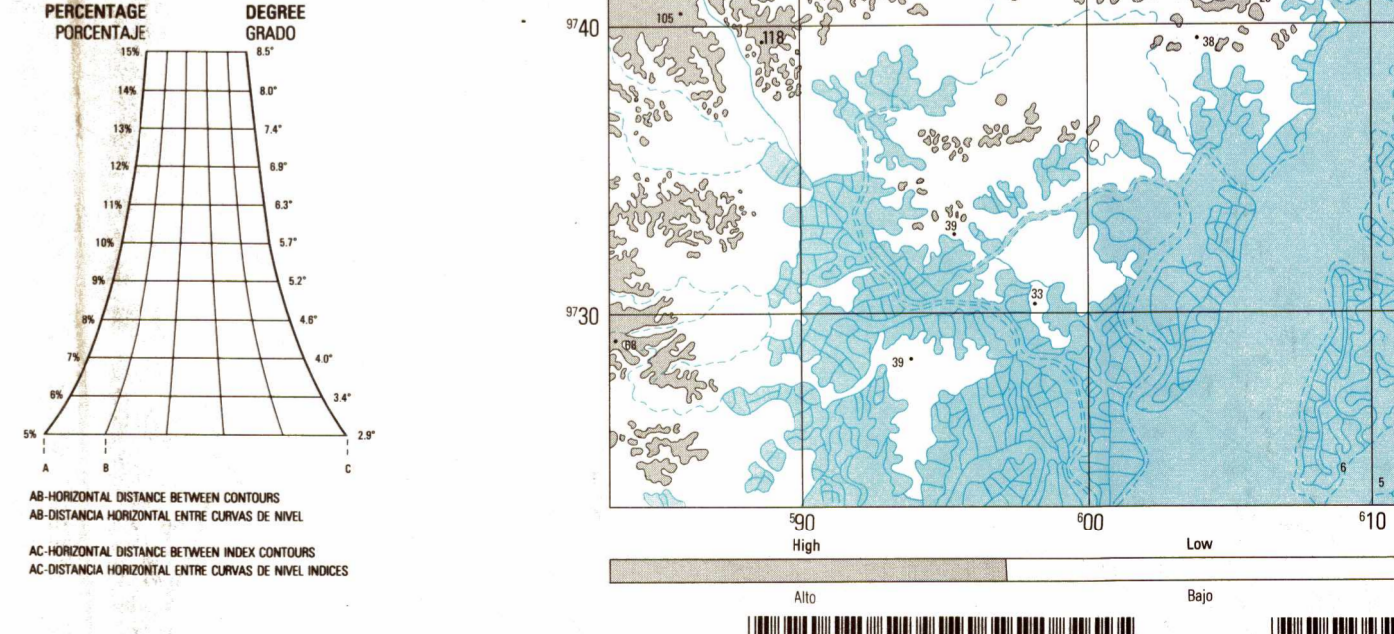 PERCENTAGE DEGREE
PORCENTAJE GRADO
15% 8.5°
14% 8.0°
13% 7.4°
12% 6.9°
11% 6.3°
10% 5.7°
9% 5.2°
8% 4.6°
7% 4.0°
6% 3.4°
5% 2.9°
A B C
AB-HORIZONTAL DISTANCE BETWEEN CONTOURS
AB-DISTANCIA HORIZONTAL ENTRE CURVAS DE NIVEL
AC-HORIZONTAL DISTANCE BETWEEN INDEX CONTOURS
AC-DISTANCIA HORIZONTAL ENTRE CURVAS DE NIVEL INDICES
105
9740
118
38
39
33
9730
39
6
5
590 600 610
High Low
Alto Bajo